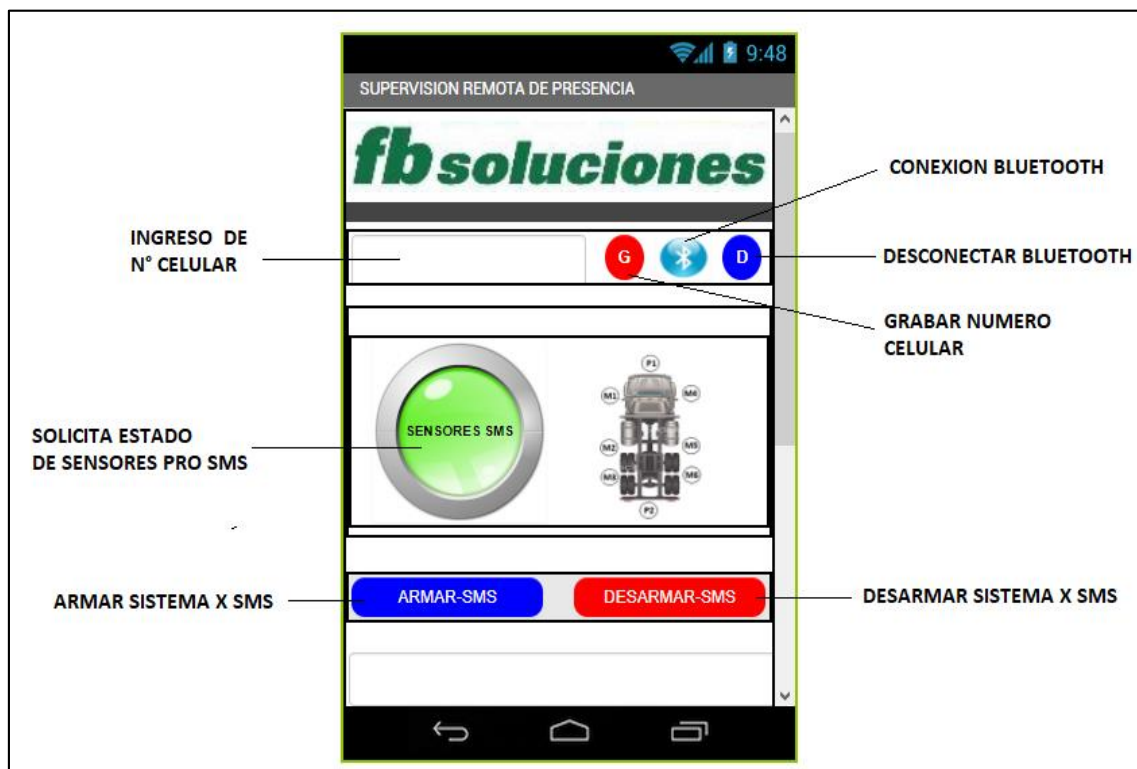 9:48
SUPERVISION REMOTA DE PRESENCIA
fb soluciones
CONEXION BLUETOOTH
INGRESO DE
N° CELULAR
G
D
DESCONECTAR BLUETOOTH
GRABAR NUMERO
CELULAR
P1
M1
M4
SENSORES SMS
SOLICITA ESTADO
DE SENSORES PRO SMS
M2
M5
M3
M6
P2
ARMAR SISTEMA X SMS
ARMAR-SMS
DESARMAR-SMS
DESARMAR SISTEMA X SMS